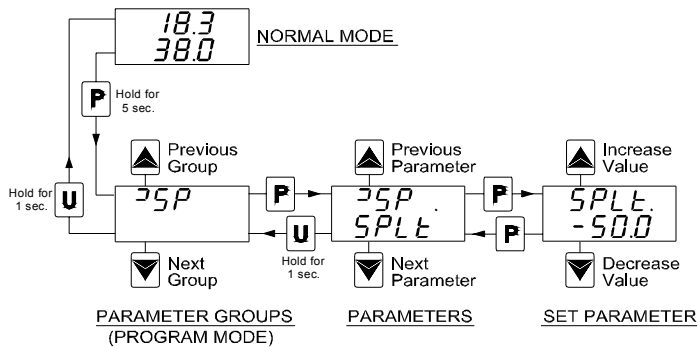 18.3
38.0
NORMAL MODE
P
Hold for
5 sec.
Previous
Group
Previous
Parameter
Increase
Value
Hold for
1 sec.
U
P
SPLt
P
SPLt.
-50.0
U
P
Hold for
1 sec.
Next
Group
Next
Parameter
Decrease
Value
PARAMETER GROUPS
(PROGRAM MODE)
PARAMETERS
SET PARAMETER